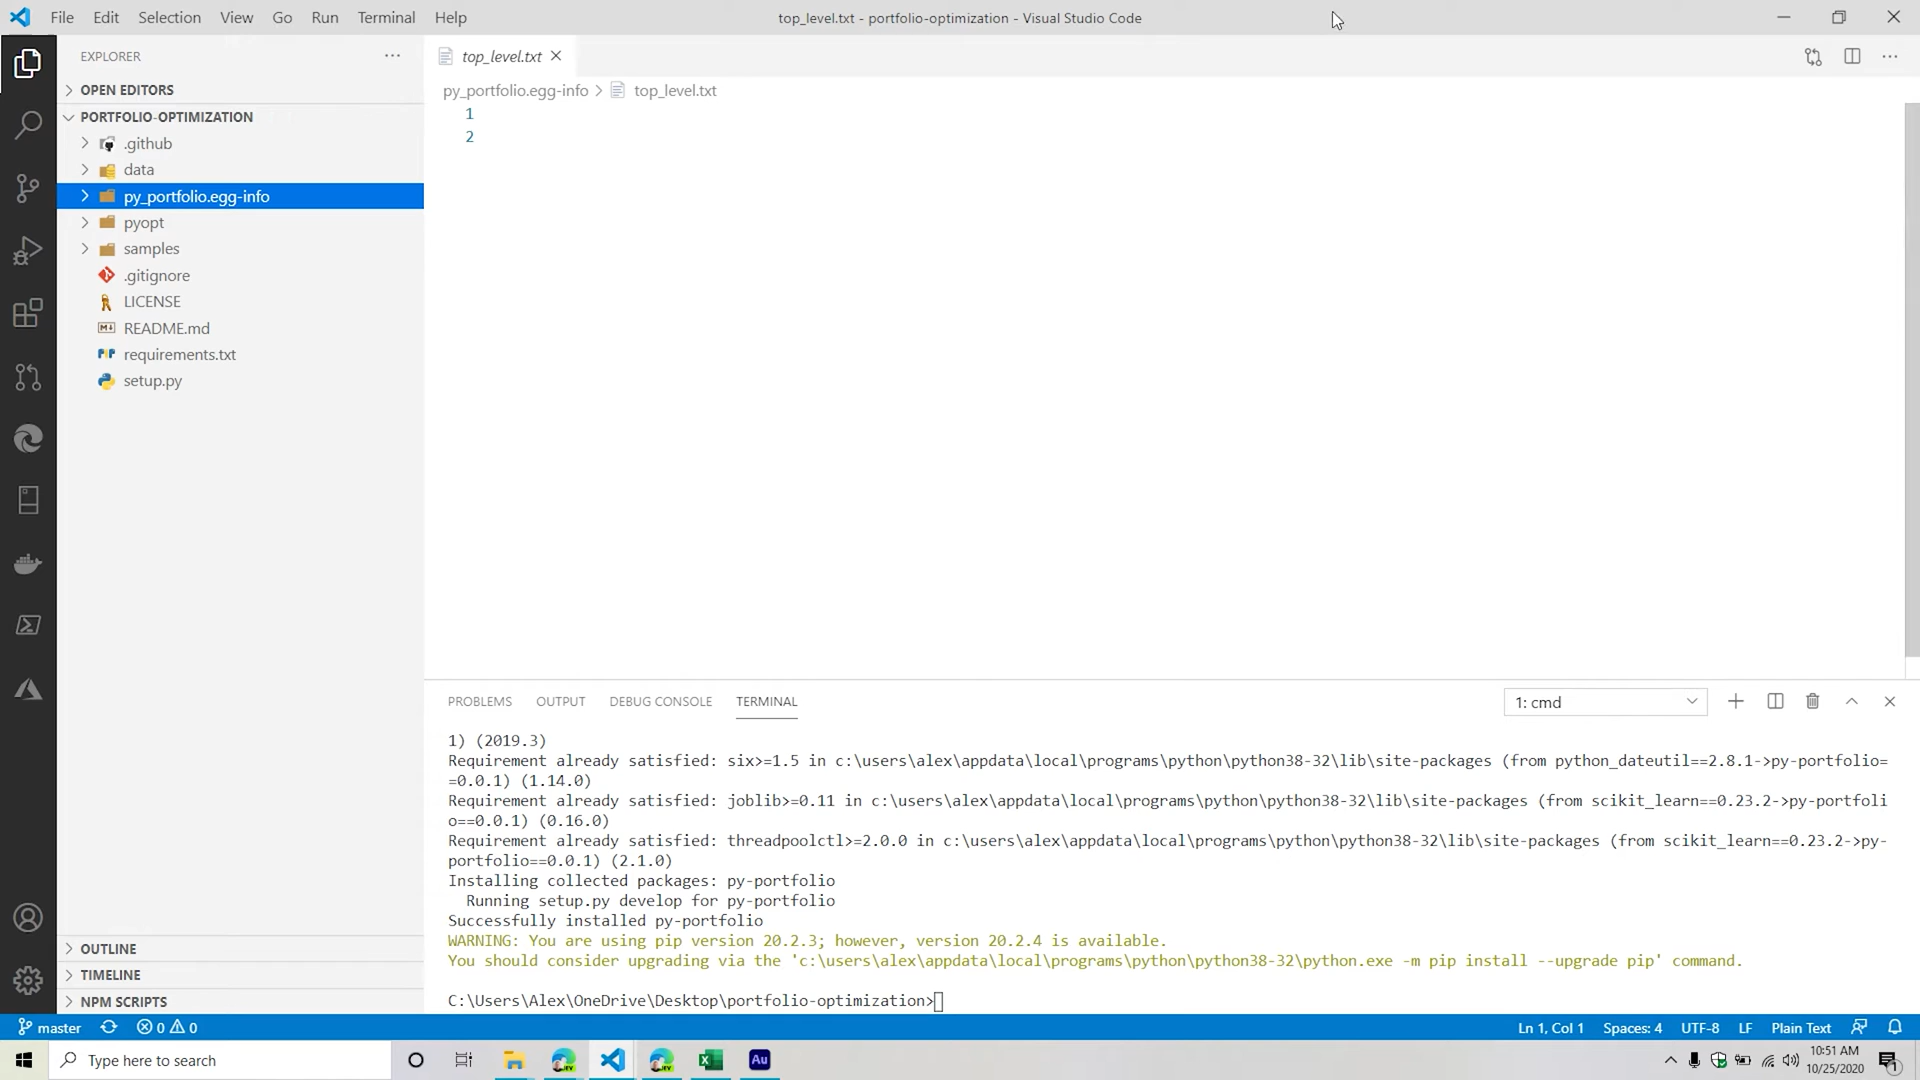 File Edit Selection View Go Run Terminal Help
top_level.txt - portfolio-optimization - Visual Studio Code
EXPLORER
OPEN EDITORS
PORTFOLIO-OPTIMIZATION
.github
data
py_portfolio.egg-info
pyopt
samples
.gitignore
LICENSE
README.md
requirements.txt
setup.py
OUTLINE
TIMELINE
NPM SCRIPTS
top_level.txt
py_portfolio.egg-info > top_level.txt
1
2
PROBLEMS OUTPUT DEBUG CONSOLE TERMINAL
1: cmd
1) (2019.3)
Requirement already satisfied: six>=1.5 in c:\users\alex\appdata\local\programs\python\python38-32\lib\site-packages (from python_dateutil==2.8.1->py-portfolio=
=0.0.1) (1.14.0)
Requirement already satisfied: joblib>=0.11 in c:\users\alex\appdata\local\programs\python\python38-32\lib\site-packages (from scikit_learn==0.23.2->py-portfoli
o==0.0.1) (0.16.0)
Requirement already satisfied: threadpoolctl>=2.0.0 in c:\users\alex\appdata\local\programs\python\python38-32\lib\site-packages (from scikit_learn==0.23.2->py-
portfolio==0.0.1) (2.1.0)
Installing collected packages: py-portfolio
Running setup.py develop for py-portfolio
Successfully installed py-portfolio
WARNING: You are using pip version 20.2.3; however, version 20.2.4 is available.
You should consider upgrading via the 'c:\users\alex\appdata\local\programs\python\python38-32\python.exe -m pip install --upgrade pip' command.
C:\Users\Alex\OneDrive\Desktop\portfolio-optimization>
master 0 0 Ln 1, Col 1 Spaces: 4 UTF-8 LF Plain Text
Type here to search
Au
10:51 AM
10/25/2020
1